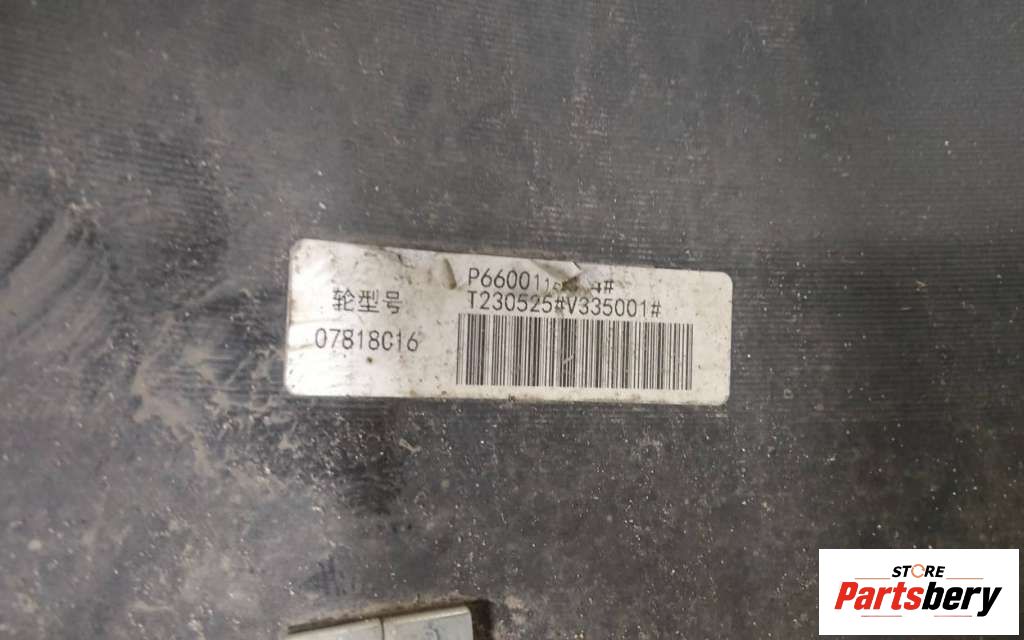 轮型号
07818C16
T230525#V335001#
STORE
Partsbery